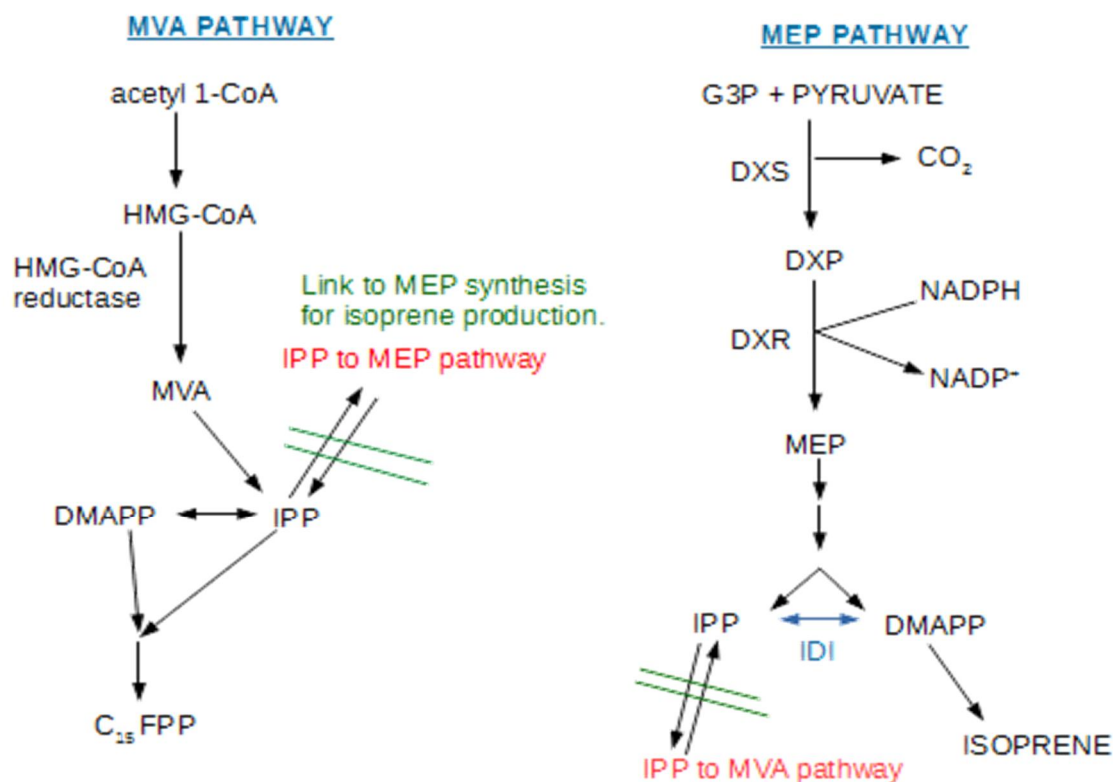 MVA PATHWAY
acetyl 1-CoA
HMG-CoA
HMG-CoA
reductase
Link to MEP synthesis
for isoprene production.
IPP to MEP pathway
MVA
DMAPP
IPP
C₁₅FPP
MEP PATHWAY
G3P + PYRUVATE
DXS
CO₂
DXP
NADPH
DXR
NADP⁺
MEP
IPP
DMAPP
IDI
ISOPRENE
IPP to MVA pathway